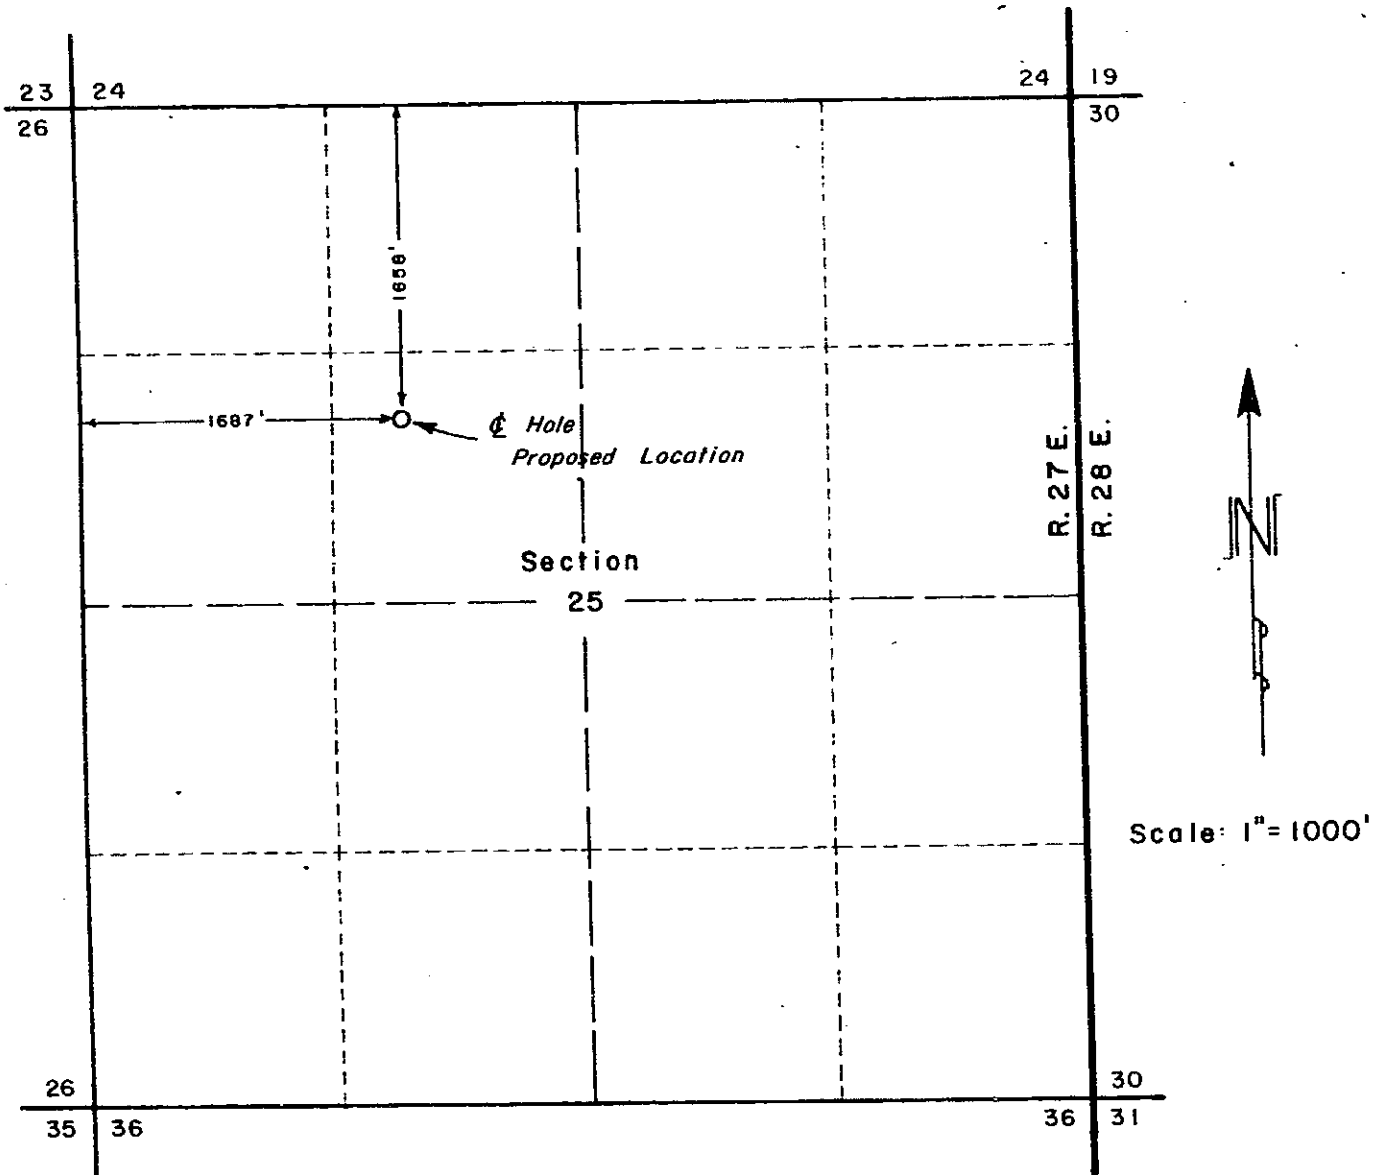 23 24
24 19
26
30
1658'
1687'
℄ Hole
Proposed Location
R. 27 E.
R. 28 E.
N
Section
25
Scale: 1"=1000'
26
30
35 36
36 31